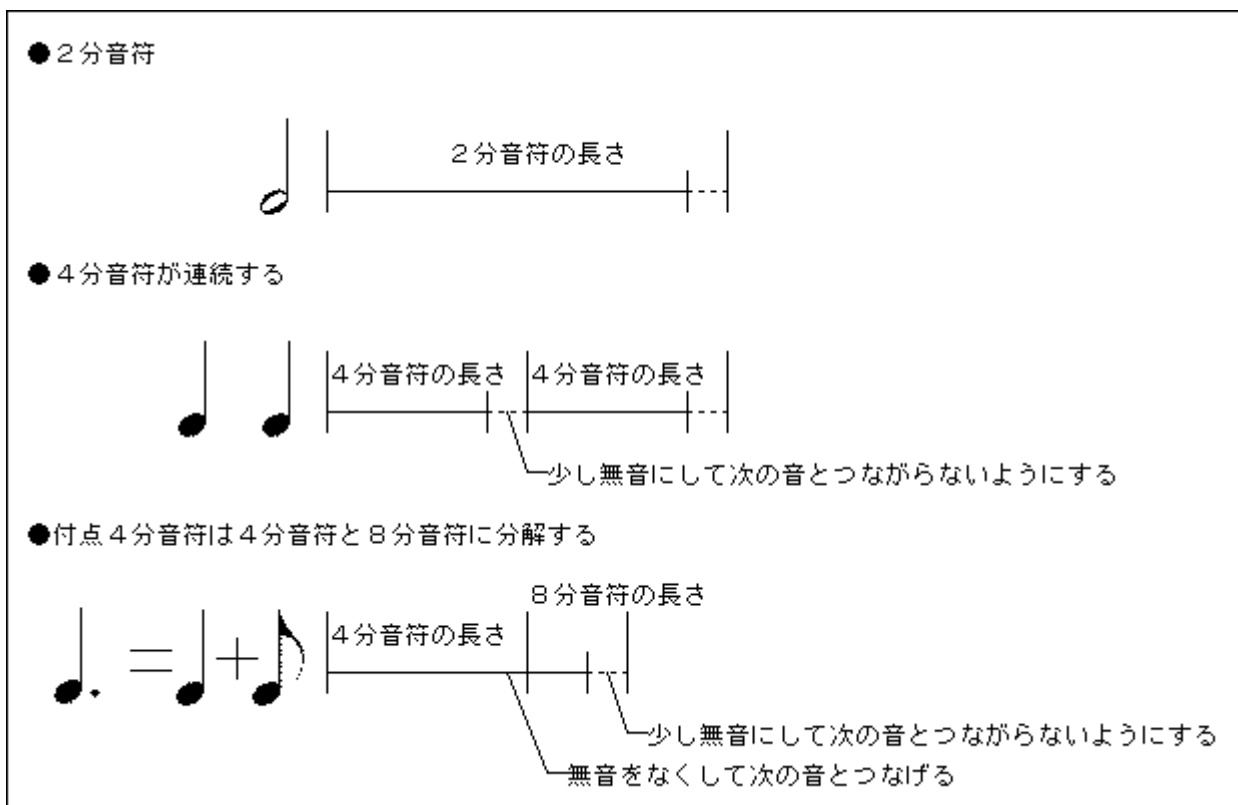 ●２分音符
２分音符の長さ
●４分音符が連続する
４分音符の長さ
４分音符の長さ
少し無音にして次の音とつながらないようにする
●付点４分音符は４分音符と８分音符に分解する
８分音符の長さ
４分音符の長さ
＝ ＋
少し無音にして次の音とつながらないようにする
無音をなくして次の音とつなげる